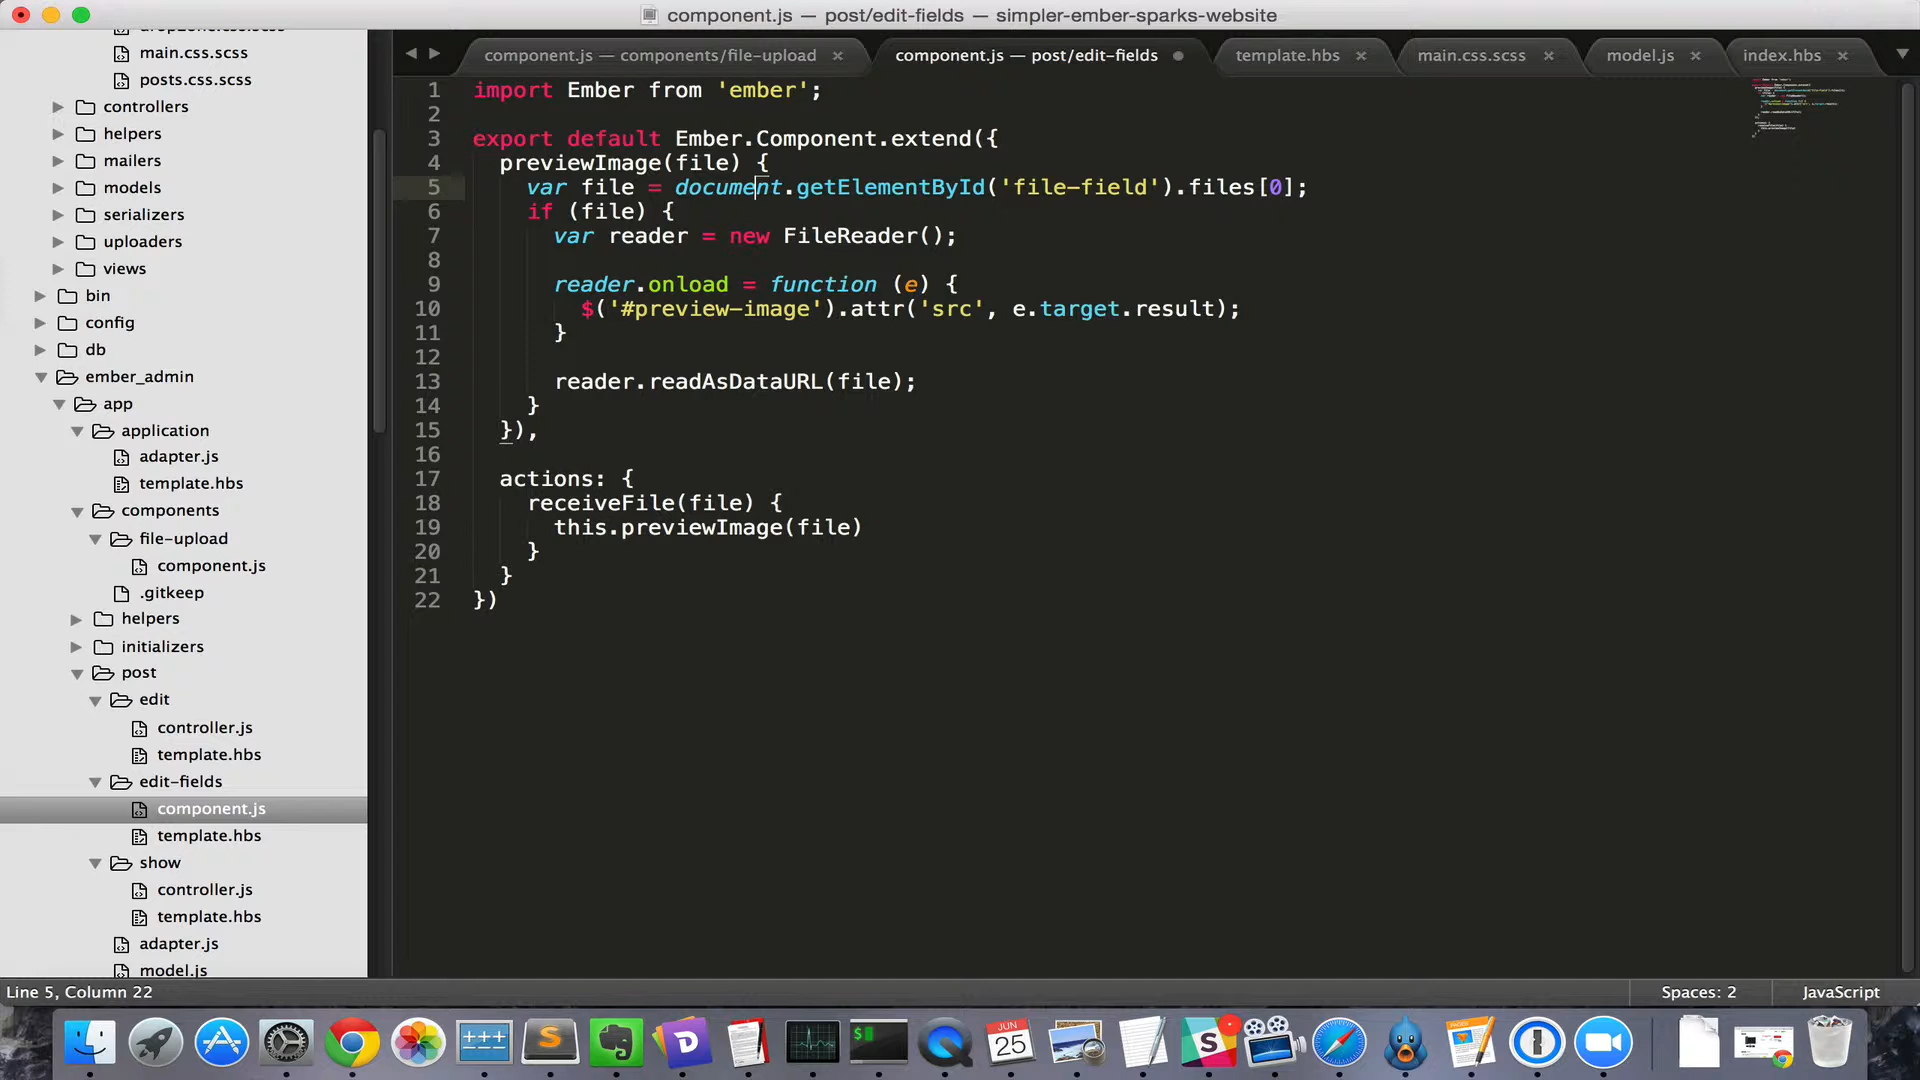 component.js — post/edit-fields — simpler-ember-sparks-website
main.css.scss
posts.css.scss
controllers
helpers
mailers
models
serializers
uploaders
views
bin
config
db
ember_admin
app
application
adapter.js
template.hbs
components
file-upload
component.js
.gitkeep
helpers
initializers
post
edit
controller.js
template.hbs
edit-fields
component.js
template.hbs
show
controller.js
template.hbs
adapter.js
model.js
component.js — components/file-upload
component.js — post/edit-fields
template.hbs
main.css.scss
model.js
index.hbs
1 import Ember from 'ember';
2
3 export default Ember.Component.extend({
4 previewImage(file) {
5 var file = document.getElementById('file-field').files[0];
6 if (file) {
7 var reader = new FileReader();
8
9 reader.onload = function (e) {
10 $('#preview-image').attr('src', e.target.result);
11 }
12
13 reader.readAsDataURL(file);
14 }
15 }),
16
17 actions: {
18 receiveFile(file) {
19 this.previewImage(file)
20 }
21 }
22 })
Line 5, Column 22
Spaces: 2
JavaScript
JUN
25
PAGES